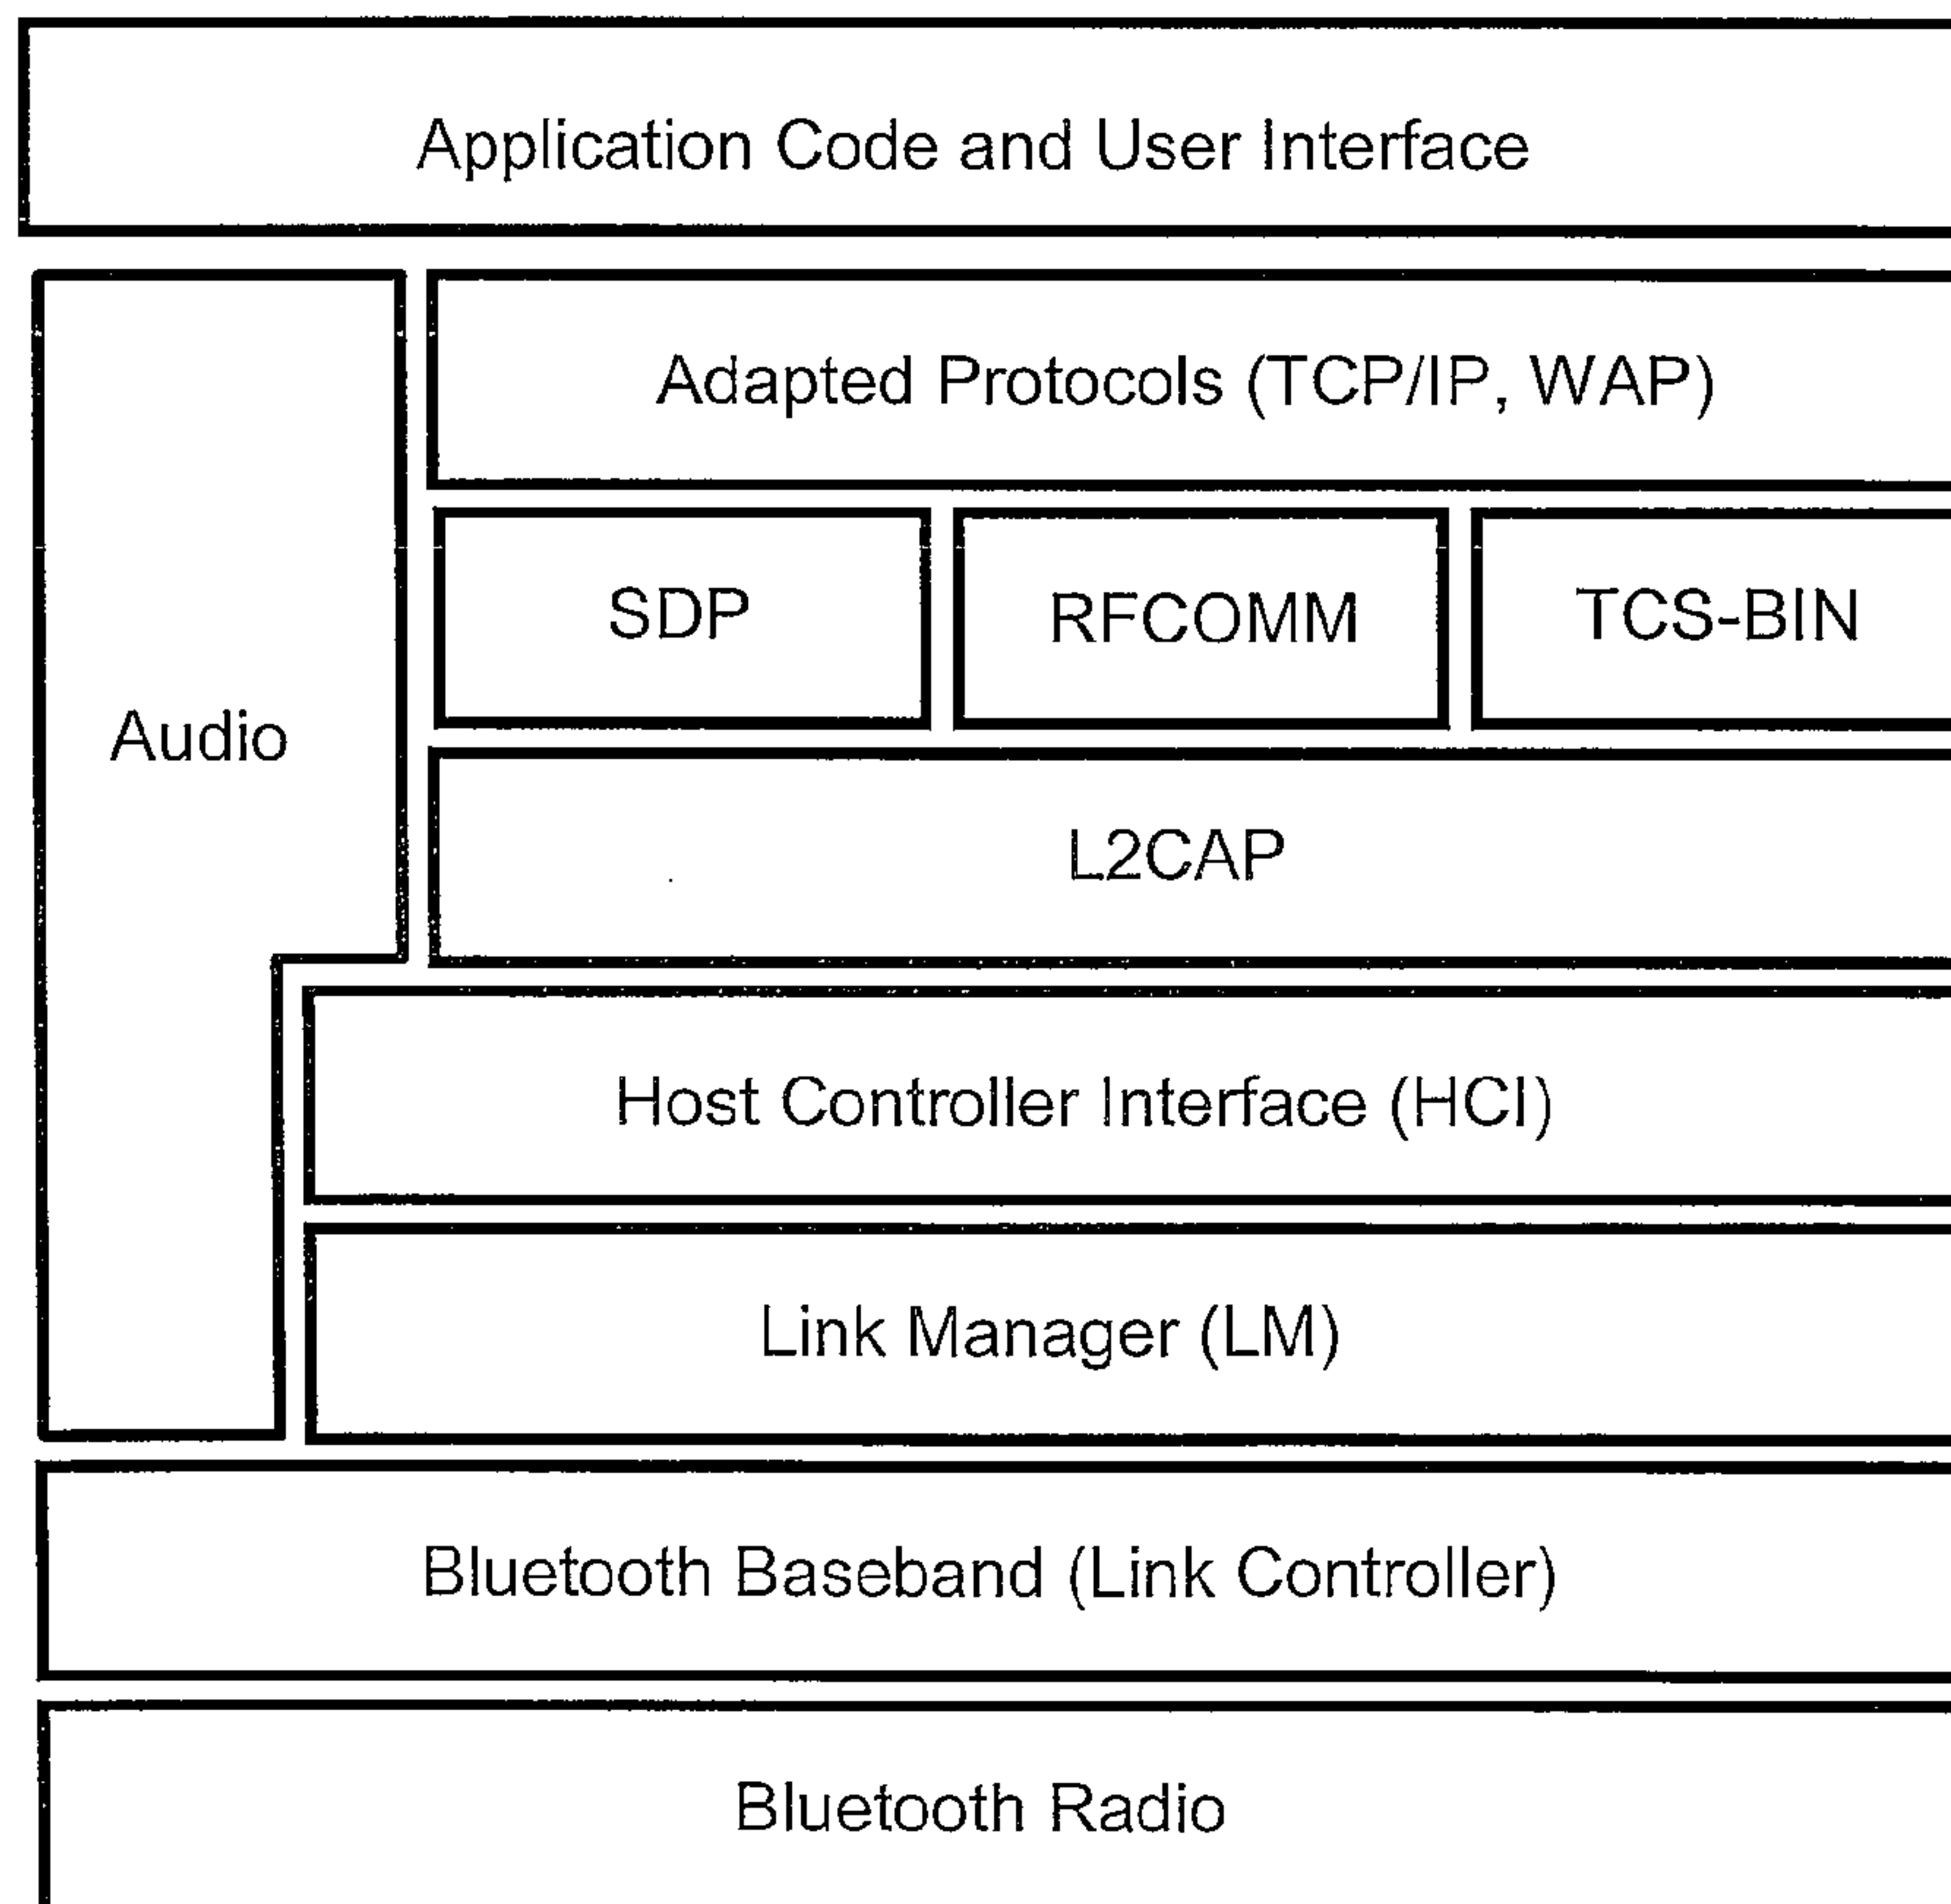 Application Code and User Interface
Adapted Protocols (TCP/IP, WAP)
SDP
RFCOMM
TCS-BIN
Audio
L2CAP
Host Controller Interface (HCI)
Link Manager (LM)
Bluetooth Baseband (Link Controller)
Bluetooth Radio